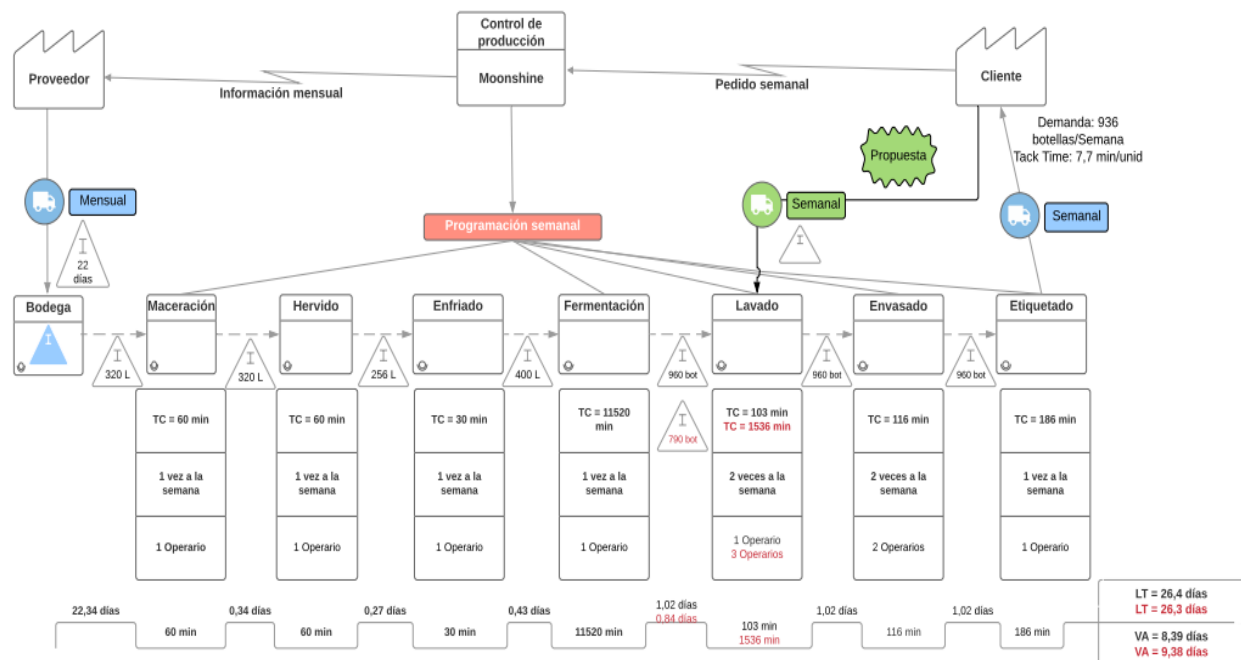 Control de
producción
Proveedor
Moonshine
Cliente
Información mensual
Pedido semanal
Demanda: 936
botellas/Semana
Tack Time: 7,7 min/unid
Propuesta
Mensual
Semanal
Semanal
Programación semanal
I
22
días
I
Bodega
Maceración
Hervido
Enfriado
Fermentación
Lavado
Envasado
Etiquetado
I
I
I
I
I
I
I
I
320 L
320 L
256 L
400 L
960 bot
960 bot
960 bot
I
790 bot
TC = 60 min
TC = 60 min
TC = 30 min
TC = 11520
min
TC = 103 min
TC = 1536 min
TC = 116 min
TC = 186 min
1 vez a la
semana
1 vez a la
semana
1 vez a la
semana
1 vez a la
semana
2 veces a la
semana
2 veces a la
semana
1 vez a la
semana
1 Operario
1 Operario
1 Operario
1 Operario
1 Operario
3 Operarios
2 Operarios
1 Operario
22,34 días
0,34 días
0,27 días
0,43 días
1,02 días
0,84 días
1,02 días
1,02 días
60 min
60 min
30 min
11520 min
103 min
1536 min
116 min
186 min
LT = 26,4 días
LT = 26,3 días
VA = 8,39 días
VA = 9,38 días